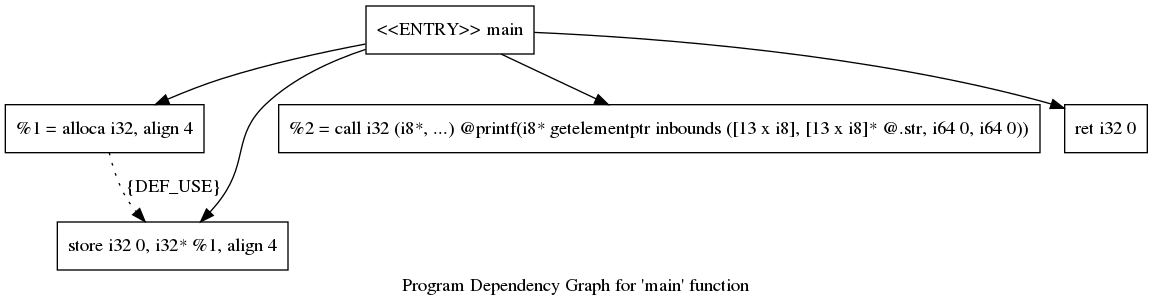 <<ENTRY>> main
%1 = alloca i32, align 4
%2 = call i32 (i8*, ...) @printf(i8* getelementptr inbounds ([13 x i8], [13 x i8]* @.str, i64 0, i64 0))
ret i32 0
{DEF_USE}
store i32 0, i32* %1, align 4
Program Dependency Graph for 'main' function